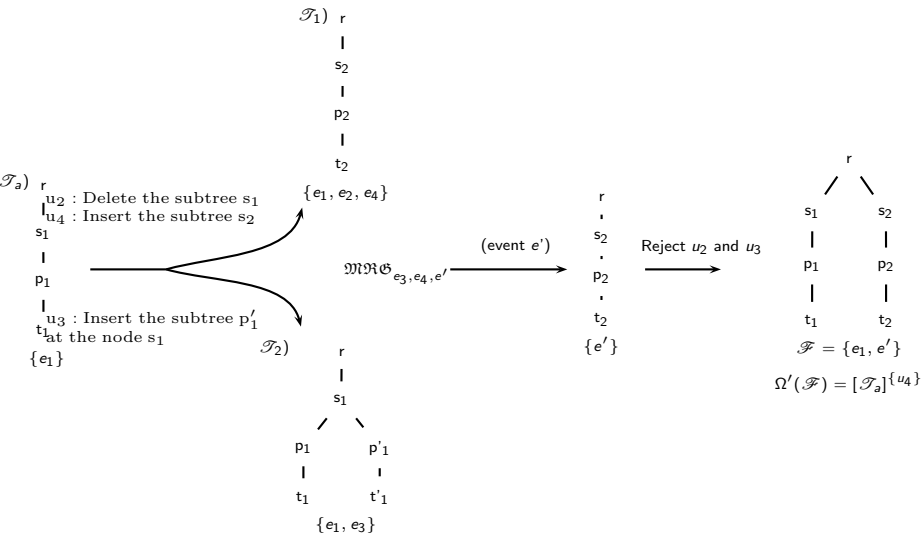 𝒯₁) r
s₂
p₂
t₂
{e₁, e₂, e₄}
𝒯ₐ) r
u₂ : Delete the subtree s₁
u₄ : Insert the subtree s₂
s₁
p₁
u₃ : Insert the subtree p′₁
t₁
at the node s₁
{e₁}
𝔐ℜ𝔊 e₃,e₄,e′
(event e')
r
s₂
p₂
t₂
{e′}
Reject u₂ and u₃
r
s₁ s₂
p₁ p₂
t₁ t₂
ℱ = {e₁, e′}
Ω′(ℱ) = [𝒯ₐ]^{u₄}
𝒯₂)
r
s₁
p₁ p'₁
t₁ t'₁
{e₁, e₃}